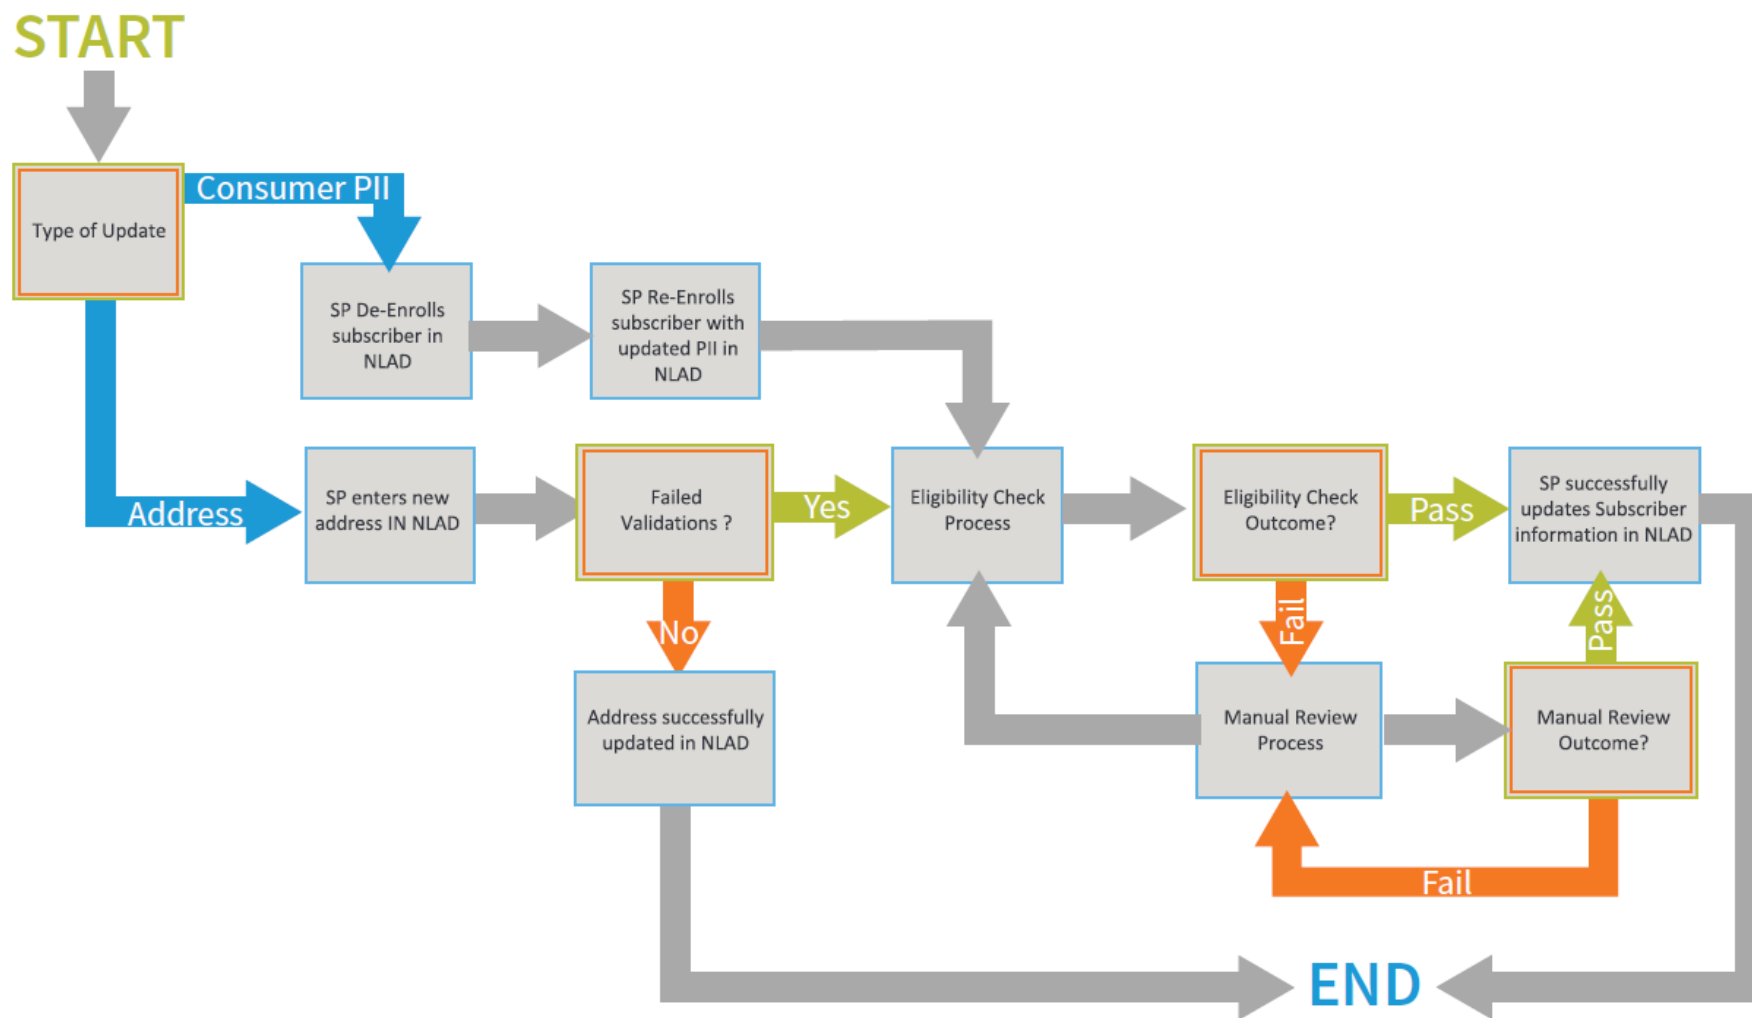 START
Consumer PII
Type of Update
SP De-Enrolls
subscriber in
NLAD
SP Re-Enrolls
subscriber with
updated PII in
NLAD
Address
SP enters new
address IN NLAD
Failed
Validations ?
Yes
Eligibility Check
Process
Eligibility Check
Outcome?
Pass
SP successfully
updates Subscriber
information in NLAD
No
Fail
Pass
Address successfully
updated in NLAD
Manual Review
Process
Manual Review
Outcome?
Fail
END